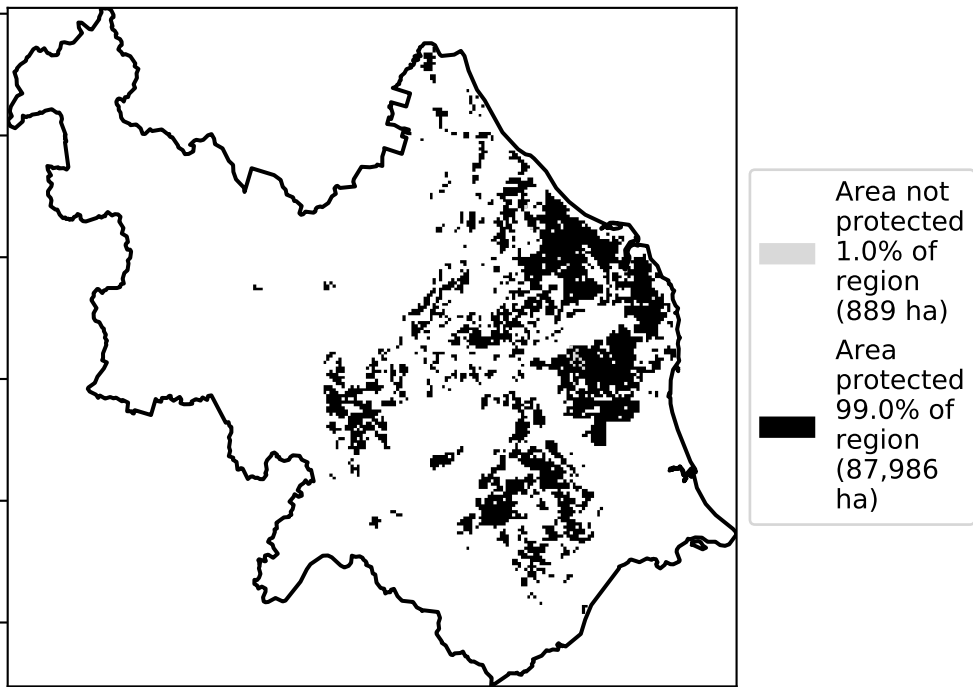 Area not
protected
1.0% of
region
(889 ha)
Area
protected
99.0% of
region
(87,986
ha)